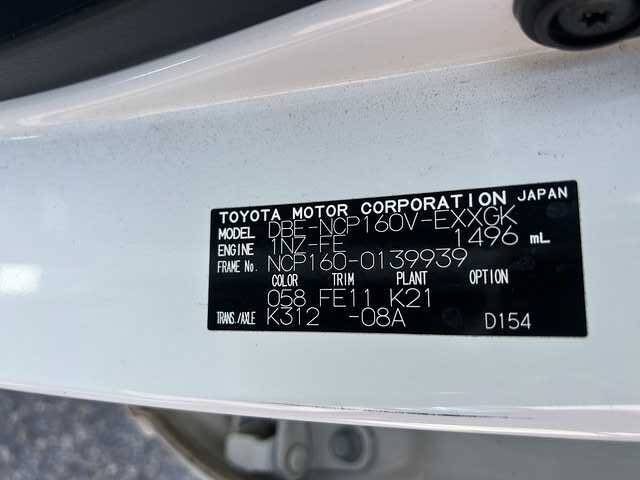 TOYOTA MOTOR CORPORATION JAPAN
MODEL DBE-NCP160V-EXXGK
ENGINE 1NZ-FE 1496 mL
FRAME No. NCP160-0139939
COLOR TRIM PLANT OPTION
058 FE11 K21
TRANS./AXLE K312 -08A D154